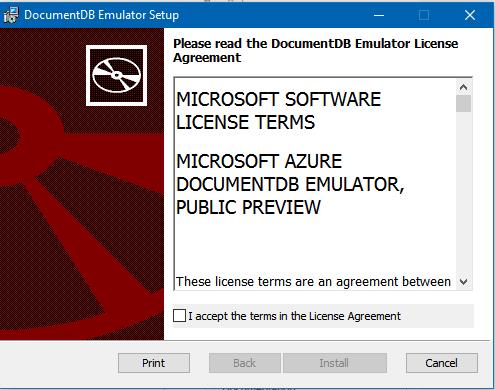 DocumentDB Emulator Setup
Please read the DocumentDB Emulator License
Agreement
MICROSOFT SOFTWARE
LICENSE TERMS
MICROSOFT AZURE
DOCUMENTDB EMULATOR,
PUBLIC PREVIEW
These license terms are an agreement between
I accept the terms in the License Agreement
Print
Back
Install
Cancel